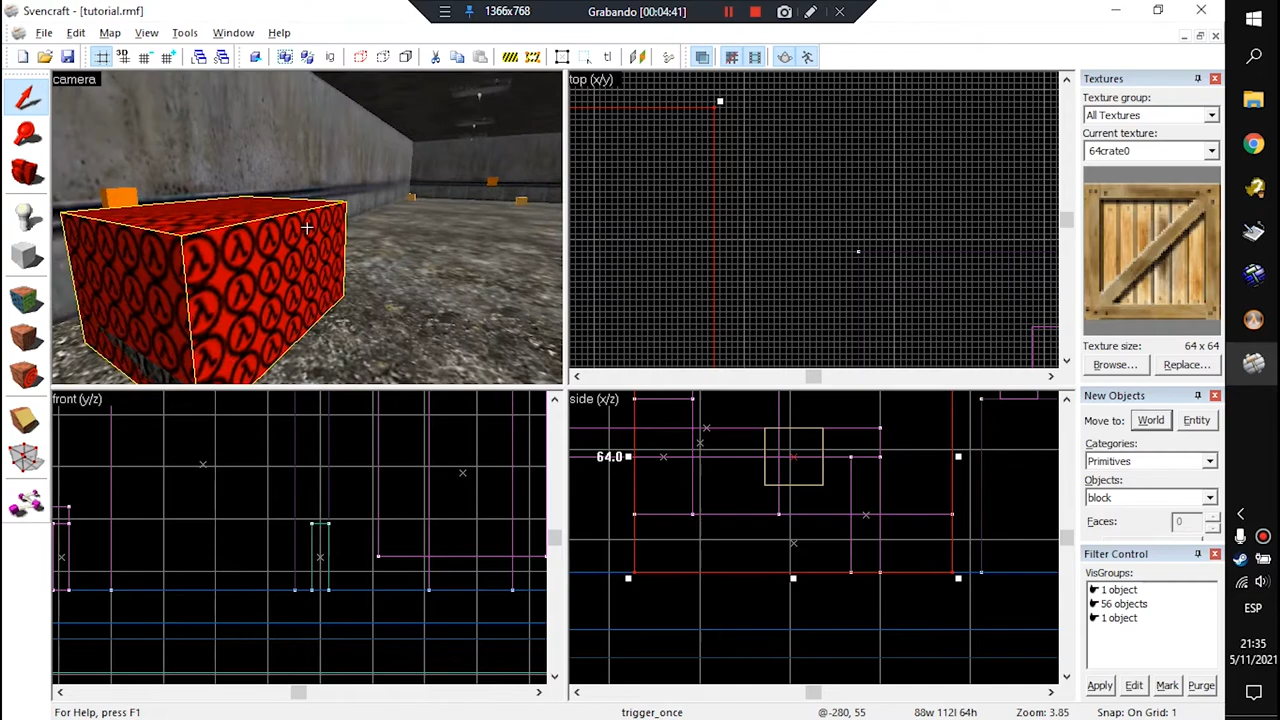 Svencraft - [tutorial.rmf]
1366x768
Grabando [00:04:41]
File Edit Map View Tools Window Help
3D
ig
tl
camera
top (x/y)
front (y/z)
side (x/z)
64.0
Textures
Texture group:
All Textures
Current texture:
64crate0
Texture size: 64 x 64
Browse... Replace...
New Objects
Move to: World Entity
Categories:
Primitives
Objects:
block
Faces: 0
Filter Control
VisGroups:
1 object
56 objects
1 object
Apply Edit Mark Purge
For Help, press F1
trigger_once
@-280, 55
88w 112l 64h
Zoom: 3.85
Snap: On Grid: 1
ESP
21:35
5/11/2021